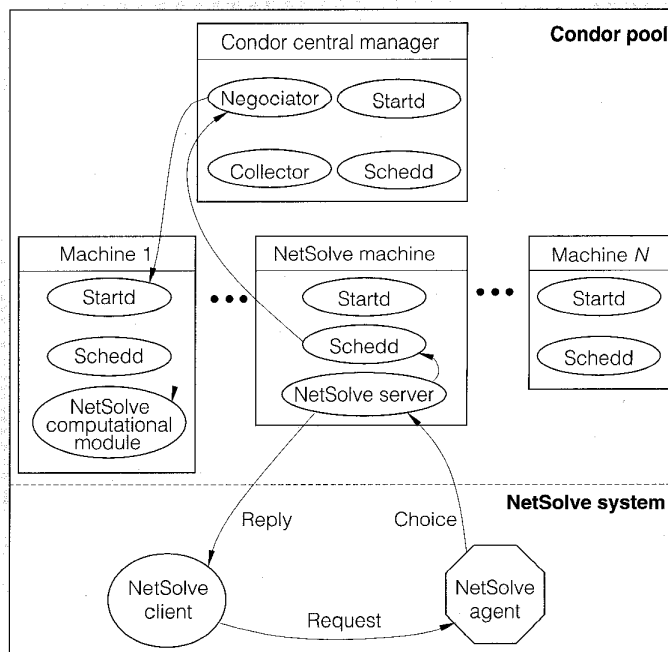 Condor pool
Condor central manager
Negociator
Startd
Collector
Schedd
Machine 1
Startd
Schedd
NetSolve
computational
module
NetSolve machine
Startd
Schedd
NetSolve server
Machine N
Startd
Schedd
NetSolve system
Reply
Choice
NetSolve
client
Request
NetSolve
agent